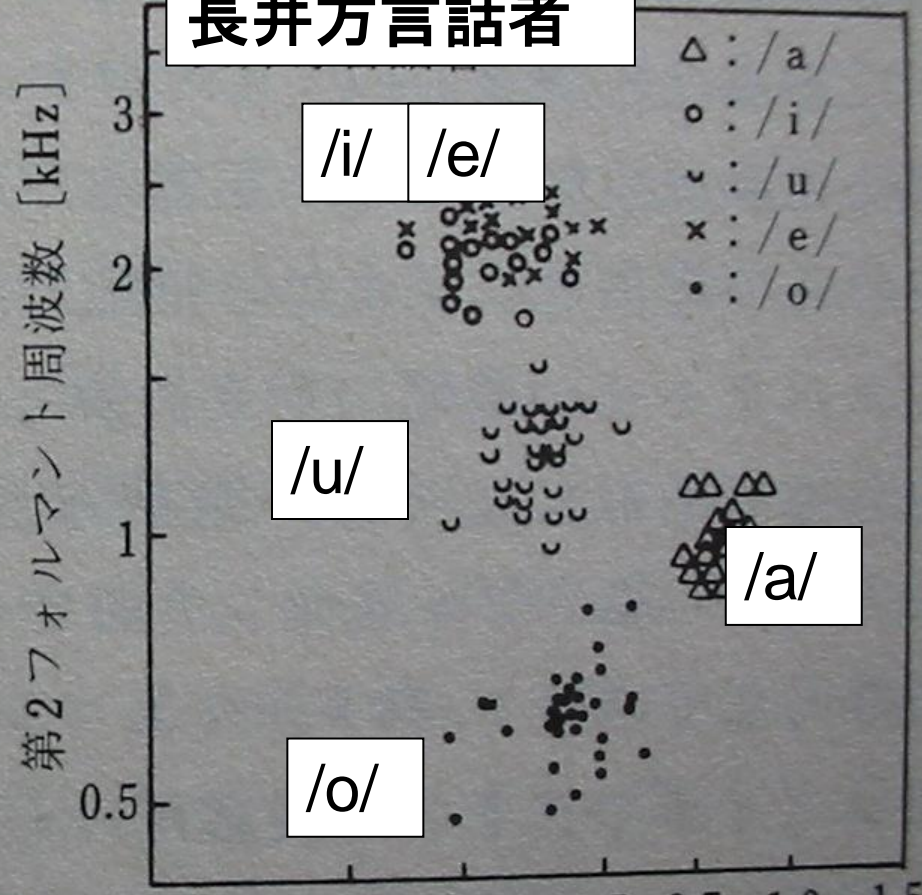 長井方言話者
△ : /a/
○ : /i/
: /u/
× : /e/
● : /o/
/i/ /e/
/u/
/a/
/o/
3
2
1
0.5
第2フォルマント周波数 [kHz]